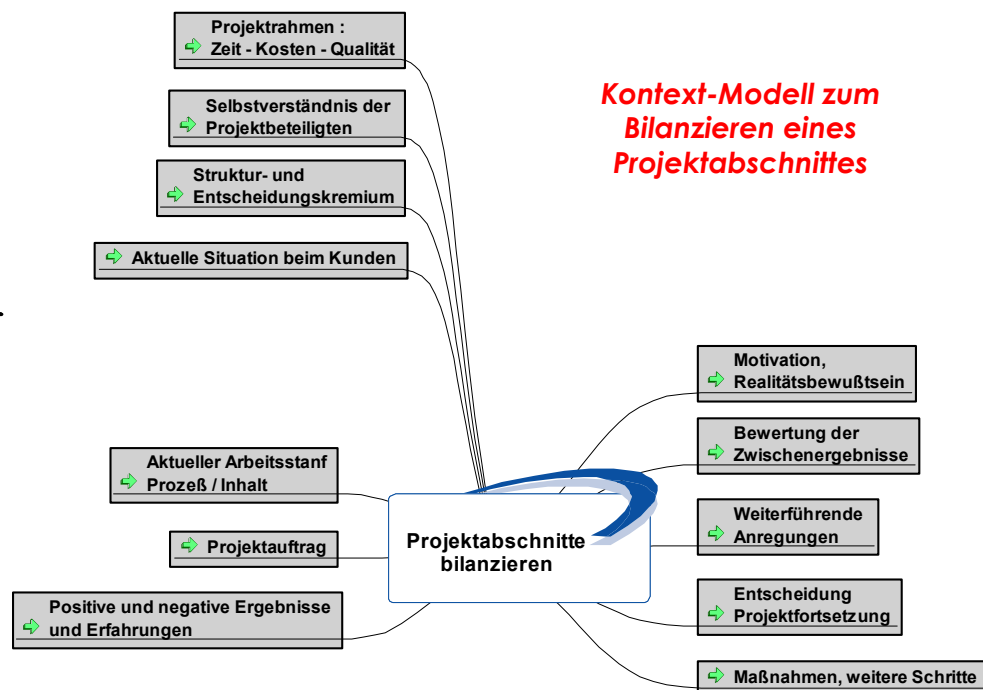 Projektrahmen :
Zeit - Kosten - Qualität
Selbstverständnis der
Projektbeteiligten
Struktur- und
Entscheidungskremium
Aktuelle Situation beim Kunden
Kontext-Modell zum
Bilanzieren eines
Projektabschnittes
Aktueller Arbeitsstanf
Prozeß / Inhalt
Projektauftrag
Positive und negative Ergebnisse
und Erfahrungen
Projektabschnitte
bilanzieren
Motivation,
Realitätsbewußtsein
Bewertung der
Zwischenergebnisse
Weiterführende
Anregungen
Entscheidung
Projektfortsetzung
Maßnahmen, weitere Schritte